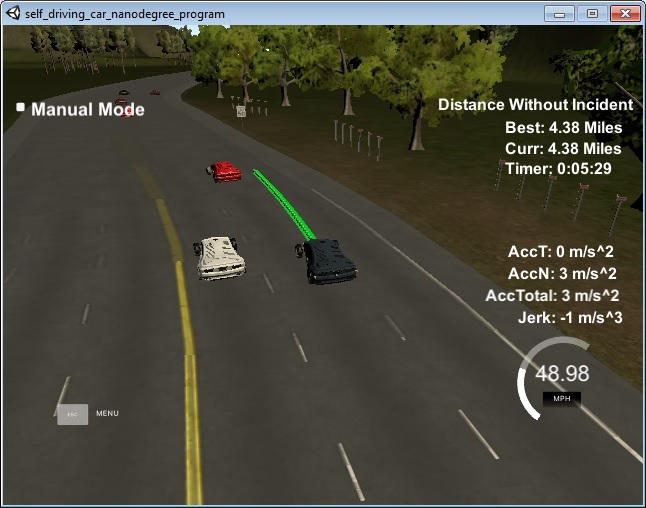 self_driving_car_nanodegree_program
Manual Mode
Distance Without Incident
Best: 4.38 Miles
Curr: 4.38 Miles
Timer: 0:05:29
AccT: 0 m/s^2
AccN: 3 m/s^2
AccTotal: 3 m/s^2
Jerk: -1 m/s^3
48.98
MPH
ESC MENU